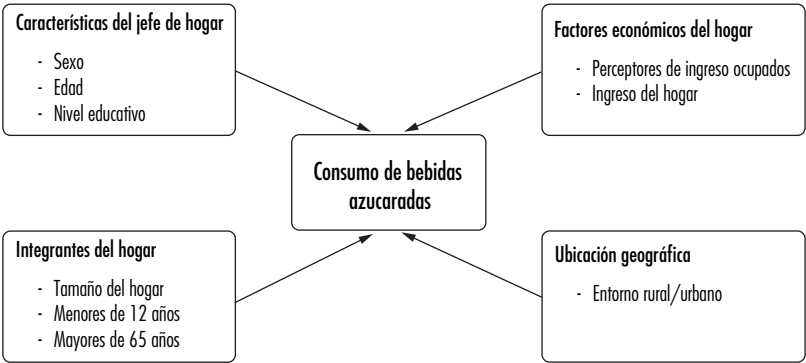 Características del jefe de hogar
- Sexo
- Edad
- Nivel educativo
Factores económicos del hogar
- Perceptores de ingreso ocupados
- Ingreso del hogar
Consumo de bebidas
azucaradas
Integrantes del hogar
- Tamaño del hogar
- Menores de 12 años
- Mayores de 65 años
Ubicación geográfica
- Entorno rural/urbano